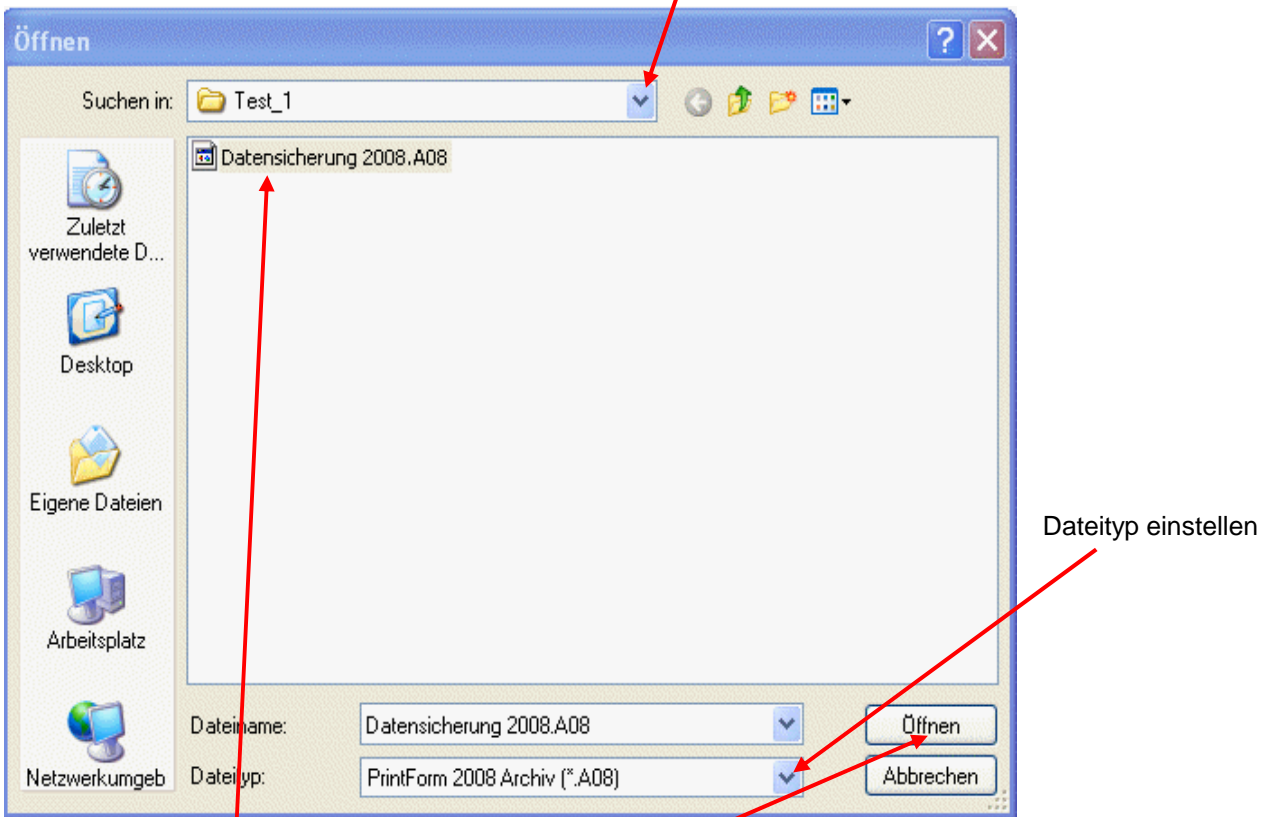 Öffnen
Suchen in: Test_1
Datensicherung 2008.A08
Zuletzt
verwendete D...
Desktop
Eigene Dateien
Dateityp einstellen
Arbeitsplatz
Netzwerkumgeb
Dateiname: Datensicherung 2008.A08 Öffnen
Dateityp: PrintForm 2008 Archiv (*.A08) Abbrechen